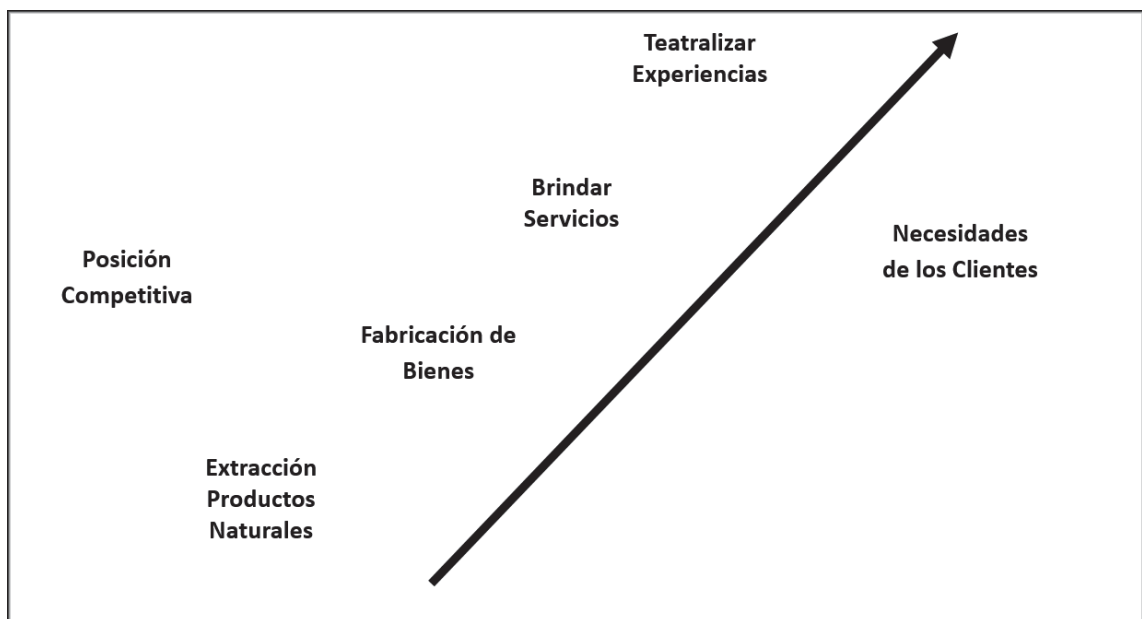 Teatralizar
Experiencias
Brindar
Servicios
Necesidades
de los Clientes
Posición
Competitiva
Fabricación de
Bienes
Extracción
Productos
Naturales